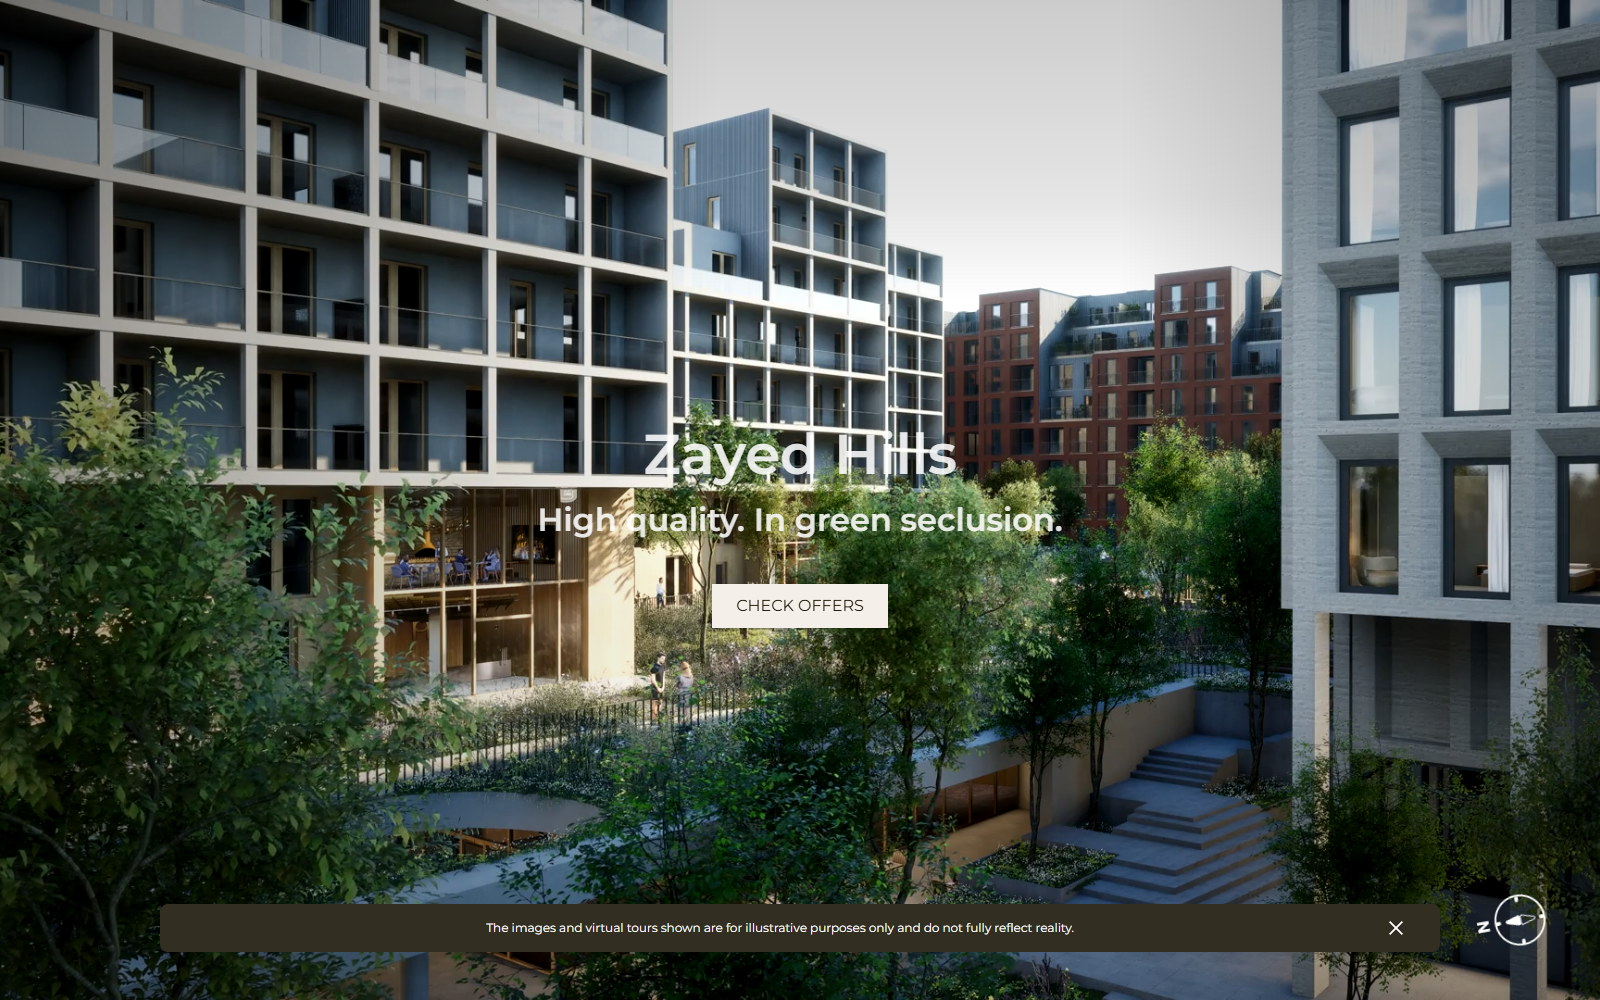 Zayed Hills
High quality. In green seclusion.
CHECK OFFERS
The images and virtual tours shown are for illustrative purposes only and do not fully reflect reality.
Z